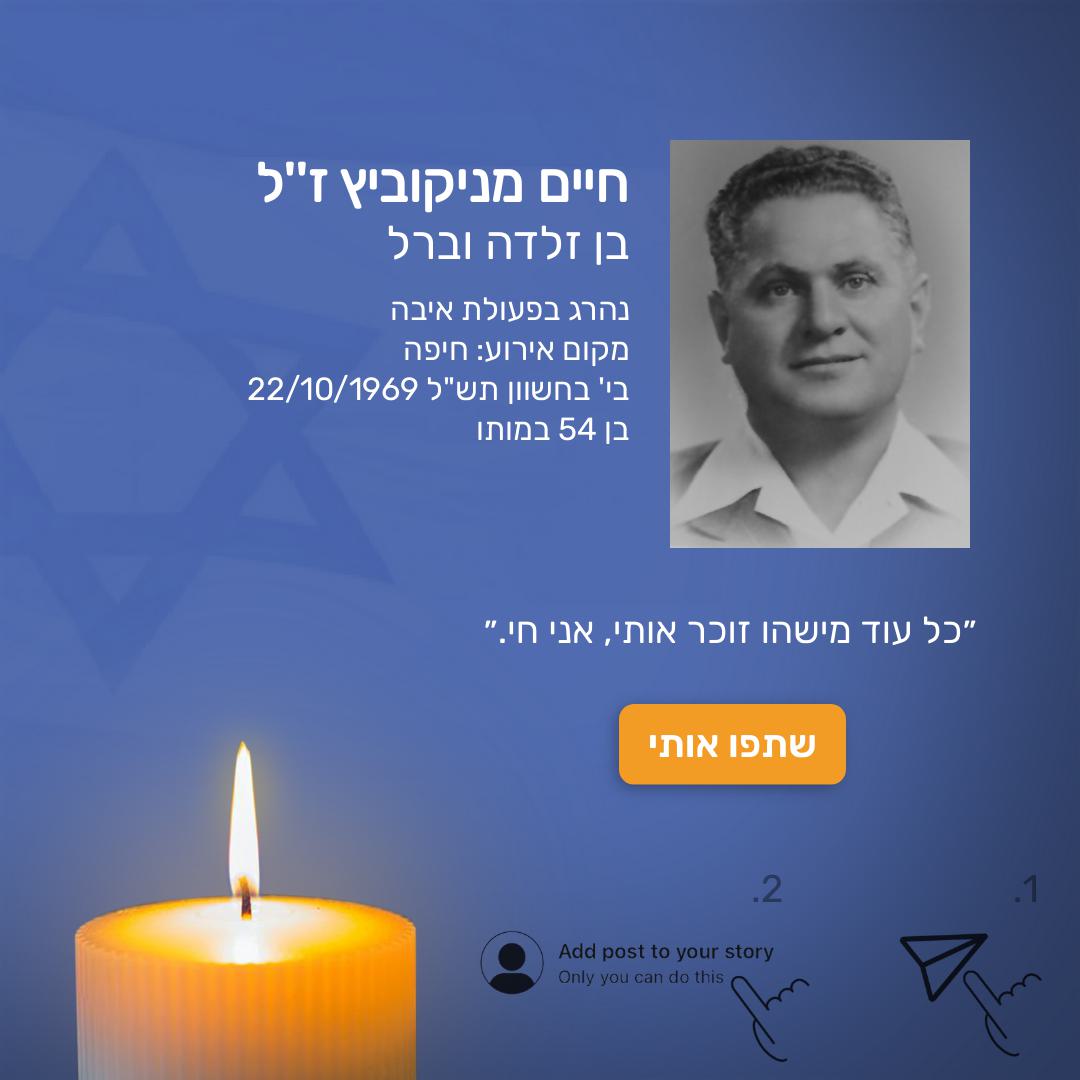 חיים מניקוביץ ז"ל
בן זלדה וברל
נהרג בפעולת איבה
מקום אירוע: חיפה
בי' בחשוון תש"ל 22/10/1969
בן 54 במותו
"כל עוד מישהו זוכר אותי, אני חי."
שתפו אותי
1.
2.
Add post to your story
Only you can do this